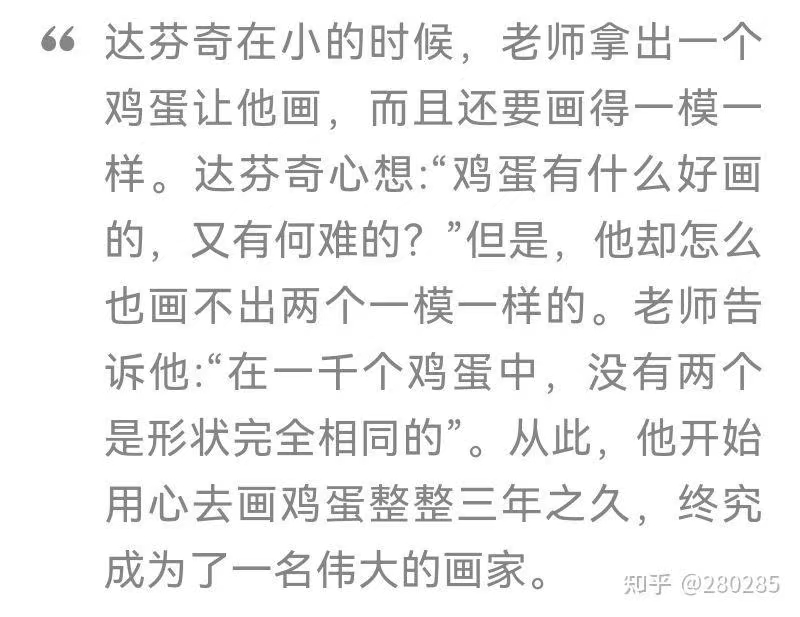 “达芬奇在小的时候，老师拿出一个
鸡蛋让他画，而且还要画得一模一
样。达芬奇心想:“鸡蛋有什么好画
的，又有何难的？”但是，他却怎么
也画不出两个一模一样的。老师告
诉他:“在一千个鸡蛋中，没有两个
是形状完全相同的”。从此，他开始
用心去画鸡蛋整整三年之久，终究
成为了一名伟大的画家。
知乎 @280285